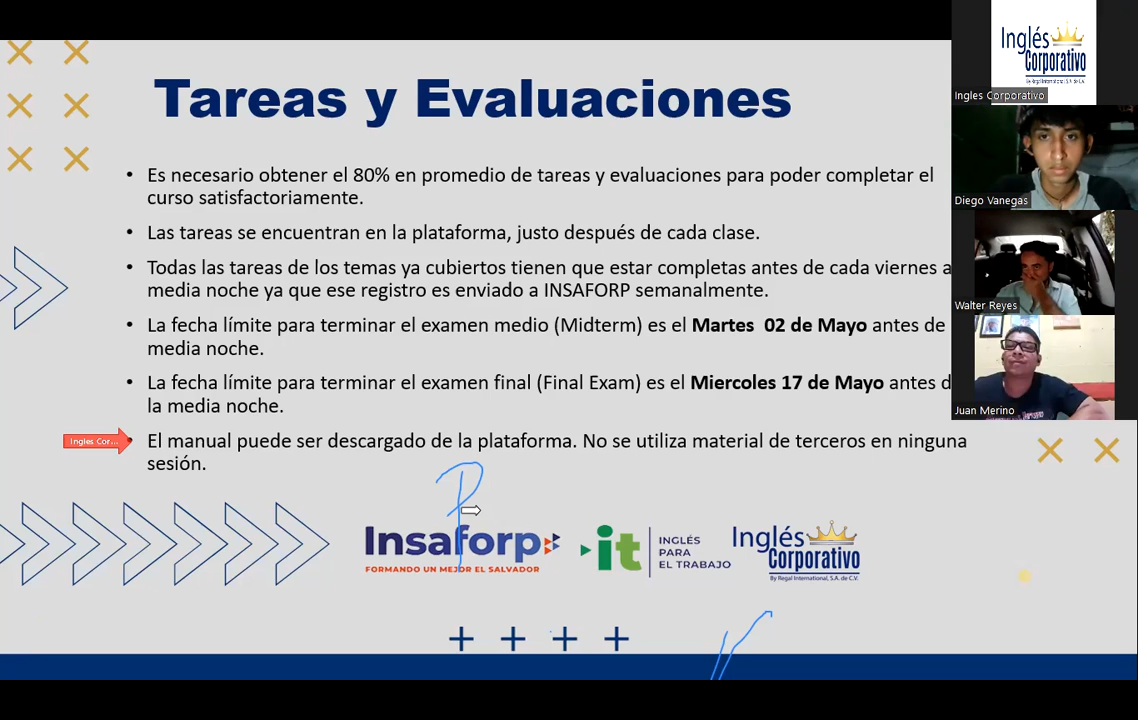 Tareas y Evaluaciones
• Es necesario obtener el 80% en promedio de tareas y evaluaciones para poder completar el
curso satisfactoriamente.
• Las tareas se encuentran en la plataforma, justo después de cada clase.
• Todas las tareas de los temas ya cubiertos tienen que estar completas antes de cada viernes a
media noche ya que ese registro es enviado a INSAFORP semanalmente.
• La fecha límite para terminar el examen medio (Midterm) es el Martes 02 de Mayo antes de
media noche.
• La fecha límite para terminar el examen final (Final Exam) es el Miercoles 17 de Mayo antes d
la media noche.
Ingles Cor...
• El manual puede ser descargado de la plataforma. No se utiliza material de terceros en ninguna
sesión.
P
Insaforp
FORMANDO UN MEJOR EL SALVADOR
it
INGLÉS
PARA
EL TRABAJO
Inglés
Corporativo
By Regal International, S.A. de C.V.
Inglés
Corporativo
By Regal International, S.A. de C.V.
Ingles Corporativo
Diego Vanegas
Walter Reyes
Juan Merino